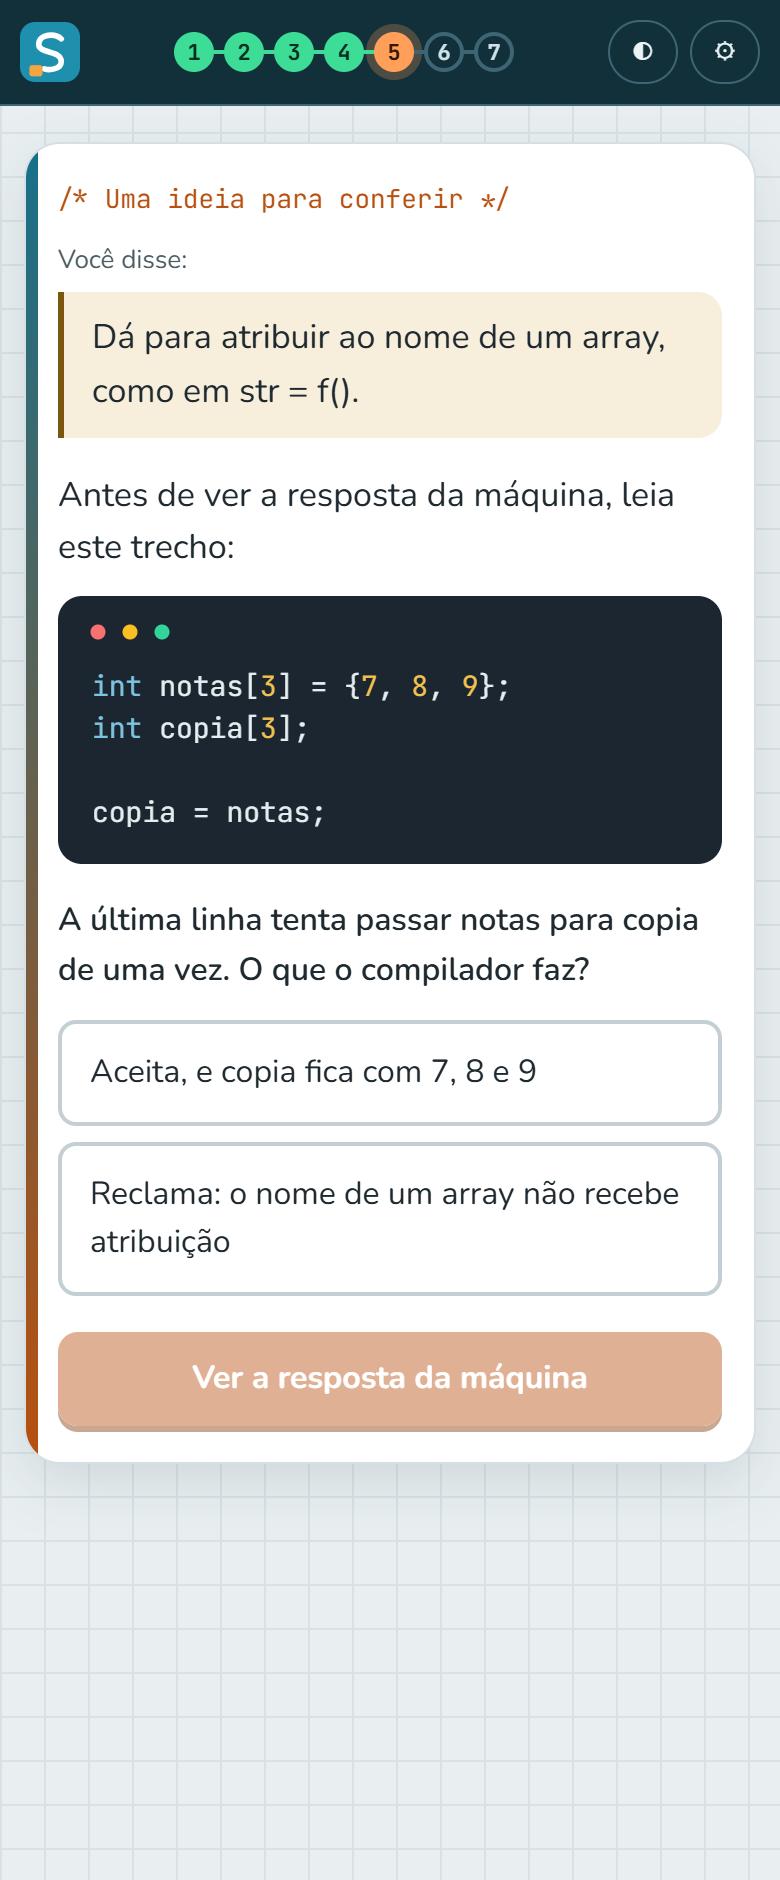 S
1 2 3 4 5 6 7
/* Uma ideia para conferir */
Você disse:
Dá para atribuir ao nome de um array,
como em str = f().
Antes de ver a resposta da máquina, leia
este trecho:
int notas[3] = {7, 8, 9};
int copia[3];
copia = notas;
A última linha tenta passar notas para copia
de uma vez. O que o compilador faz?
Aceita, e copia fica com 7, 8 e 9
Reclama: o nome de um array não recebe
atribuição
Ver a resposta da máquina